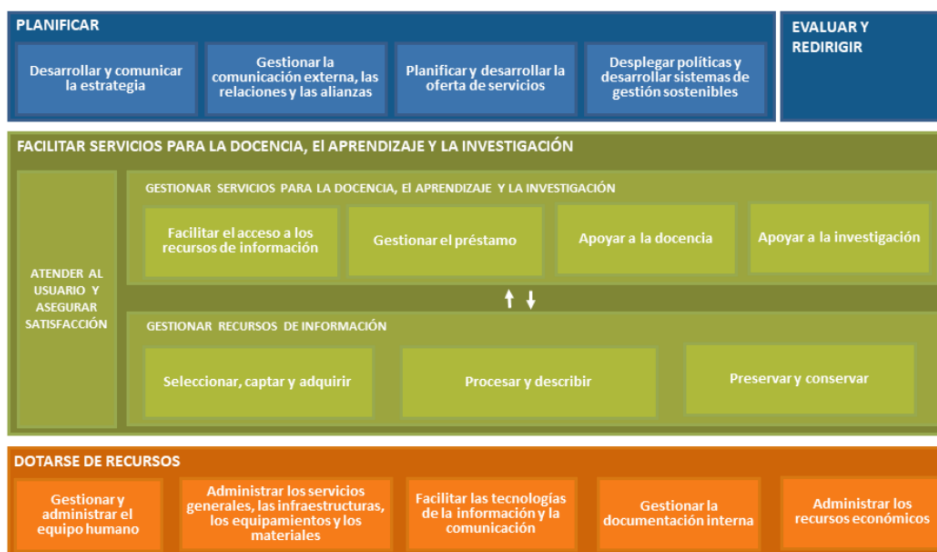 PLANIFICAR
Desarrollar y comunicar
la estrategia
Gestionar la
comunicación externa, las
relaciones y las alianzas
Planificar y desarrollar la
oferta de servicios
Desplegar políticas y
desarrollar sistemas de
gestión sostenibles
EVALUAR Y
REDIRIGIR
FACILITAR SERVICIOS PARA LA DOCENCIA, El APRENDIZAJE Y LA INVESTIGACIÓN
ATENDER AL
USUARIO Y
ASEGURAR
SATISFACCIÓN
GESTIONAR SERVICIOS PARA LA DOCENCIA, El APRENDIZAJE Y LA INVESTIGACIÓN
Facilitar el acceso a los
recursos de información
Gestionar el préstamo
Apoyar a la docencia
Apoyar a la investigación
GESTIONAR RECURSOS DE INFORMACIÓN
Seleccionar, captar y adquirir
Procesar y describir
Preservar y conservar
DOTARSE DE RECURSOS
Gestionar y
administrar el
equipo humano
Administrar los servicios
generales, las infraestructuras,
los equipamientos y los
materiales
Facilitar las tecnologías
de la información y la
comunicación
Gestionar la
documentación interna
Administrar los
recursos económicos